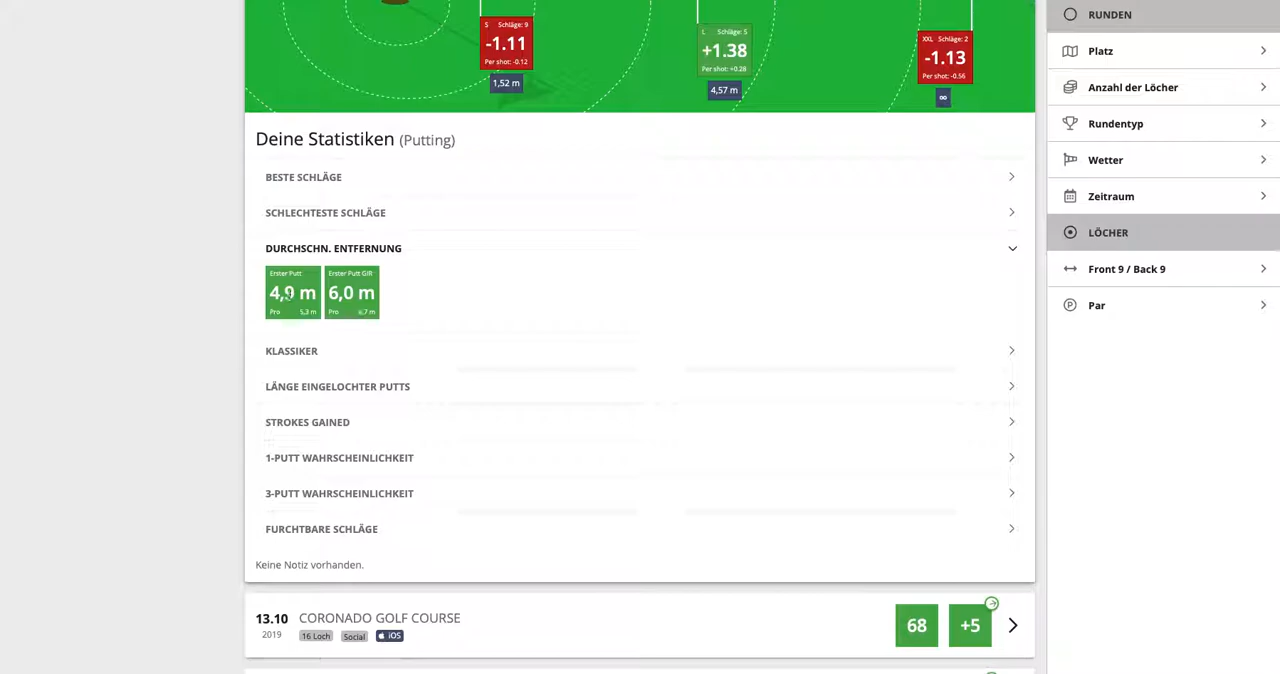 S Schläge: 9
-1.11
Per shot: -0.12
1,52 m
L Schläge: 5
+1.38
Per shot: +0.28
4,57 m
XXL Schläge: 2
-1.13
Per shot: -0.56
∞
Deine Statistiken (Putting)
BESTE SCHLÄGE
SCHLECHTESTE SCHLÄGE
DURCHSCHN. ENTFERNUNG
Erster Putt
4,9 m
Pro 5,3 m
Erster Putt GIR
6,0 m
Pro 6,7 m
KLASSIKER
LÄNGE EINGELOCHTER PUTTS
STROKES GAINED
1-PUTT WAHRSCHEINLICHKEIT
3-PUTT WAHRSCHEINLICHKEIT
FURCHTBARE SCHLÄGE
Keine Notiz vorhanden.
13.10 CORONADO GOLF COURSE
2019 16 Loch Social iOS
68 +5
RUNDEN
Platz
Anzahl der Löcher
Rundentyp
Wetter
Zeitraum
LÖCHER
Front 9 / Back 9
P Par